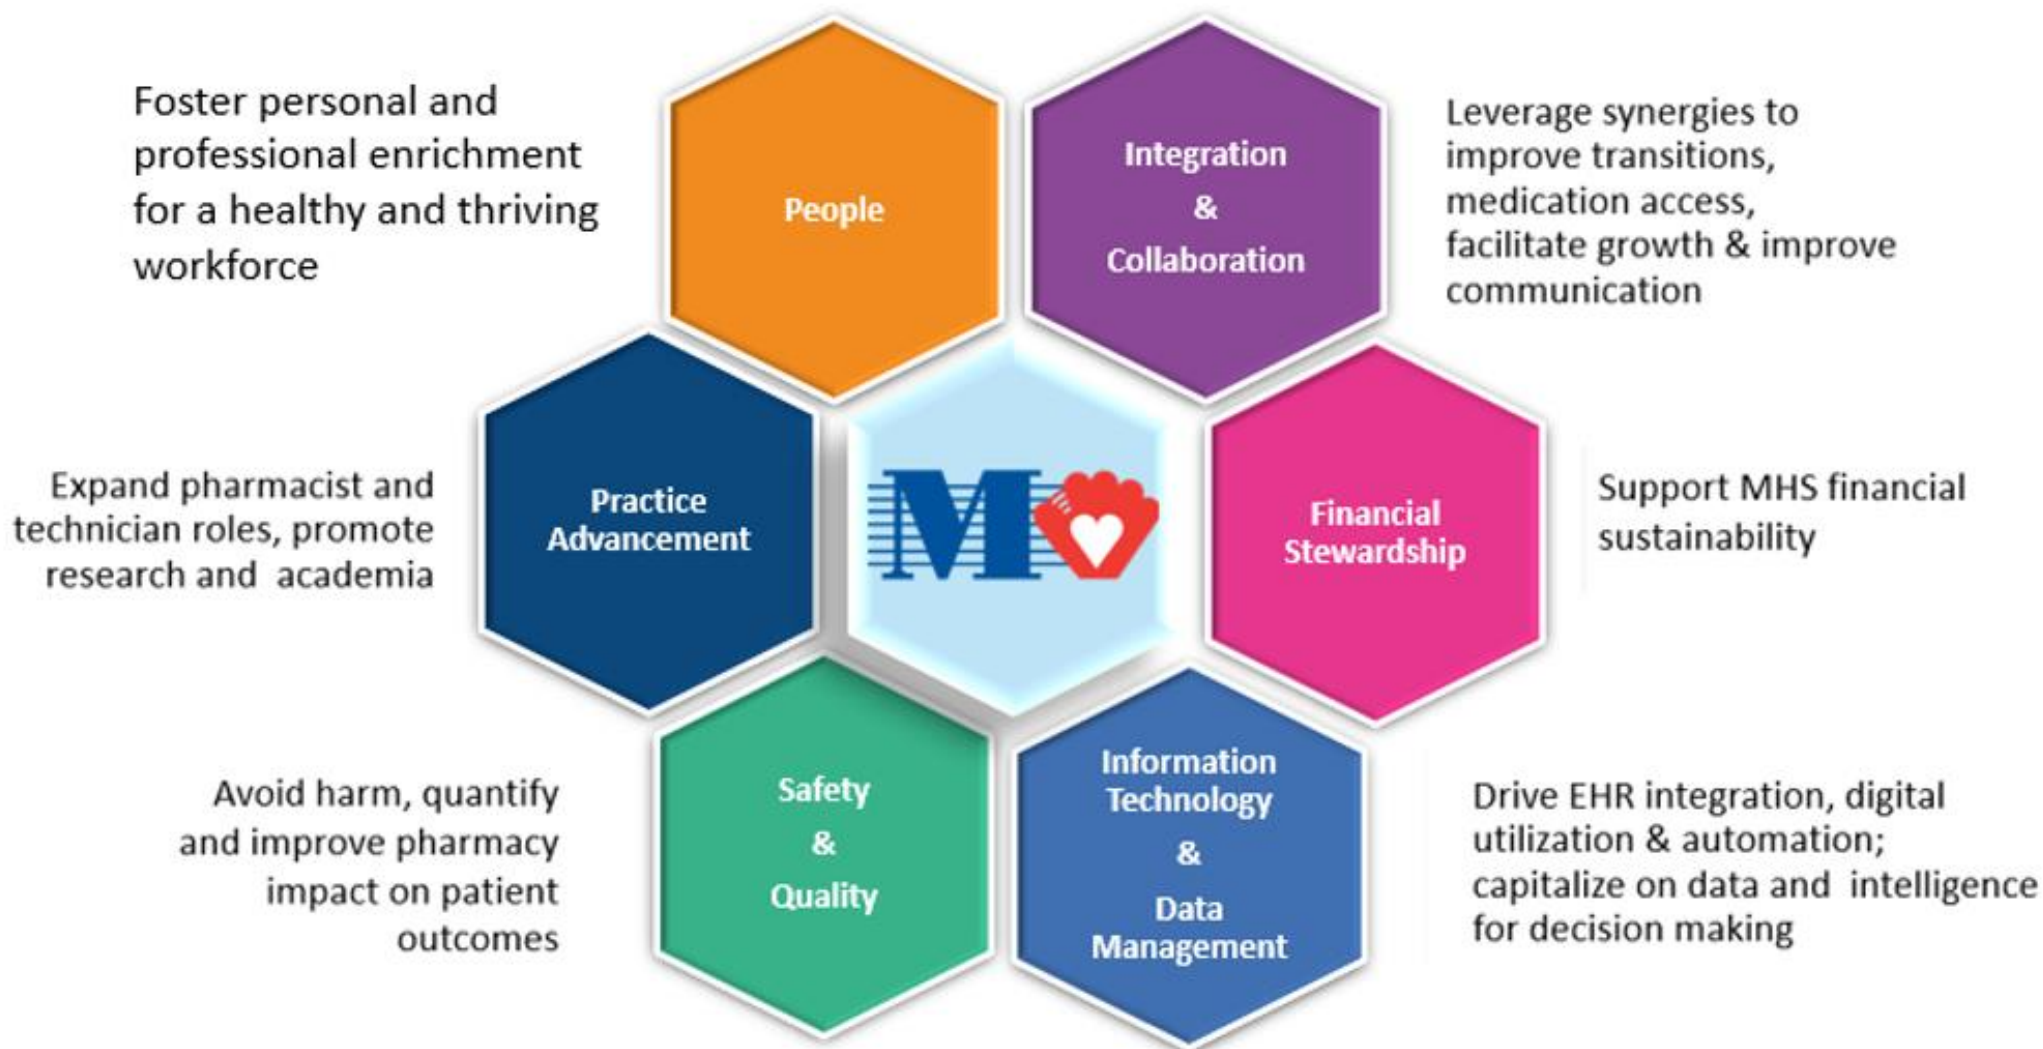 Foster personal and
professional enrichment
for a healthy and thriving
workforce
People
Integration
&
Collaboration
Leverage synergies to
improve transitions,
medication access,
facilitate growth & improve
communication
Expand pharmacist and
technician roles, promote
research and academia
Practice
Advancement
M
Financial
Stewardship
Support MHS financial
sustainability
Avoid harm, quantify
and improve pharmacy
impact on patient
outcomes
Safety
&
Quality
Information
Technology
&
Data
Management
Drive EHR integration, digital
utilization & automation;
capitalize on data and intelligence
for decision making